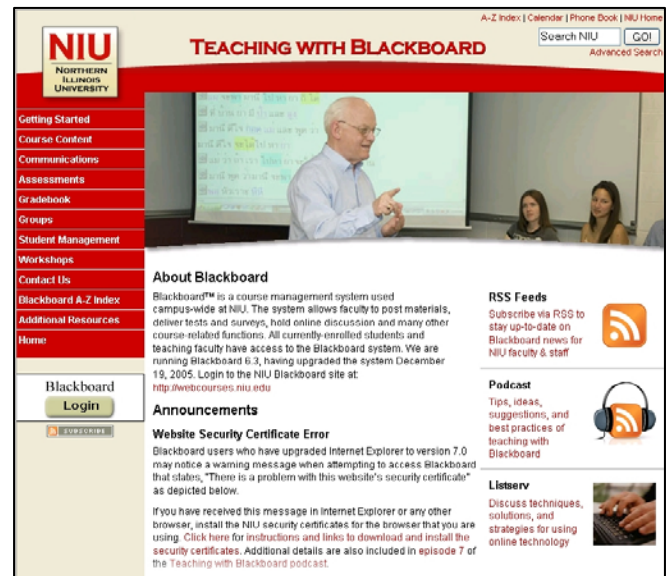 A-Z Index | Calendar | Phone Book | NIU Home
NIU
NORTHERN
ILLINOIS
UNIVERSITY
TEACHING WITH BLACKBOARD
Search NIU GO!
Advanced Search
Getting Started
Course Content
Communications
Assessments
Gradebook
Groups
Student Management
Workshops
Contact Us
Blackboard A-Z Index
Additional Resources
Home
Blackboard
Login
SUBSCRIBE
About Blackboard
Blackboard™ is a course management system used
campus-wide at NIU. The system allows faculty to post materials,
deliver tests and surveys, hold online discussion and many other
course-related functions. All currently-enrolled students and
teaching faculty have access to the Blackboard system. We are
running Blackboard 6.3, having upgraded the system December
19, 2005. Login to the NIU Blackboard site at:
http://webcourses.niu.edu
Announcements
Website Security Certificate Error
Blackboard users who have upgraded Internet Explorer to version 7.0
may notice a warning message when attempting to access Blackboard
that states, "There is a problem with this website's security certificate"
as depicted below.
If you have received this message in Internet Explorer or any other
browser, install the NIU security certificates for the browser that you are
using. Click here for instructions and links to download and install the
security certificates. Additional details are also included in episode 7 of
the Teaching with Blackboard podcast.
RSS Feeds
Subscribe via RSS to
stay up-to-date on
Blackboard news for
NIU faculty & staff
Podcast
Tips, ideas,
suggestions, and
best practices of
teaching with
Blackboard
Listserv
Discuss techniques,
solutions, and
strategies for using
online technology